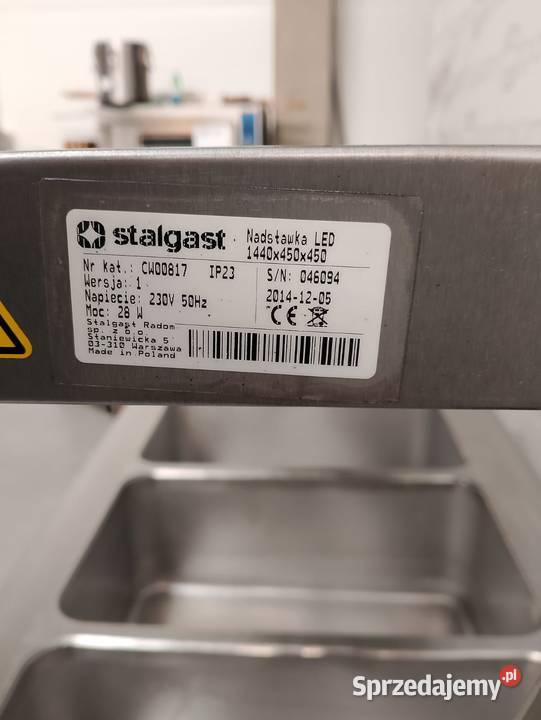 stalgast
Nadstawka LED
1440x450x450
Nr kat.: CW00817 IP23
Wersja: 1
Napiecie: 230V 50Hz
Moc: 28 W
Stalgast Radom
sp. z o.o.
Staniewicka 5
03-310 Warszawa
Made in Poland
S/N: 046094
2014-12-05
CE
Sprzedajemy.pl